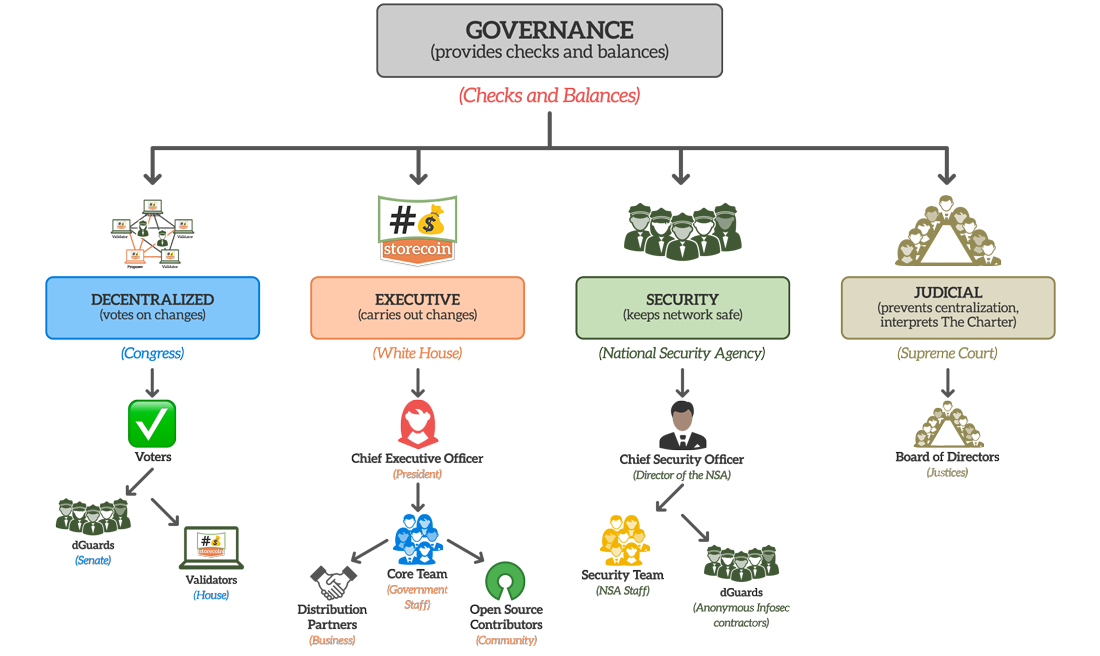 GOVERNANCE
(provides checks and balances)
(Checks and Balances)
Validator
Validator
Proposer
Validator
#
storecoin
DECENTRALIZED
(votes on changes)
(Congress)
EXECUTIVE
(carries out changes)
(White House)
SECURITY
(keeps network safe)
(National Security Agency)
JUDICIAL
(prevents centralization,
interprets The Charter)
(Supreme Court)
Voters
dGuards
(Senate)
#
storecoin
Validators
(House)
Chief Executive Officer
(President)
Core Team
(Government
Staff)
Distribution
Partners
(Business)
Open Source
Contributors
(Community)
Chief Security Officer
(Director of the NSA)
Security Team
(NSA Staff)
dGuards
(Anonymous Infosec
contractors)
Board of Directors
(Justices)